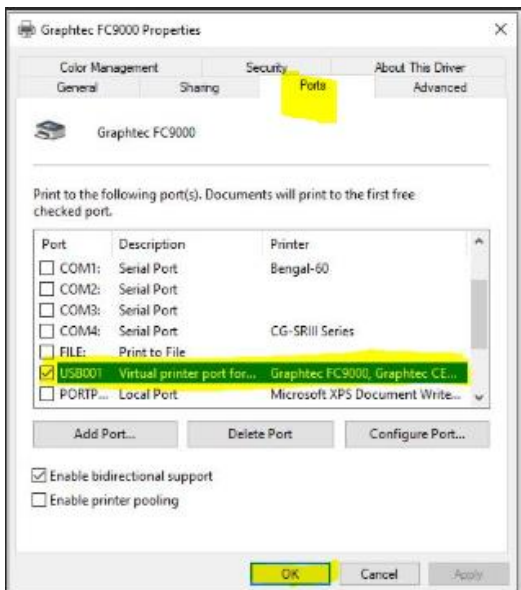 Graphtec FC9000 Properties
Color Management Security About This Driver
General Sharing Ports Advanced
Graphtec FC9000
Print to the following port(s). Documents will print to the first free
checked port.
Port Description Printer
COM1: Serial Port Bengal-60
COM2: Serial Port
COM3: Serial Port
COM4: Serial Port CG-SRIII Series
FILE: Print to File
USB001 Virtual printer port for... Graphtec FC9000, Graphtec CE...
PORTP... Local Port Microsoft XPS Document Write...
Add Port... Delete Port Configure Port...
Enable bidirectional support
Enable printer pooling
OK Cancel Apply